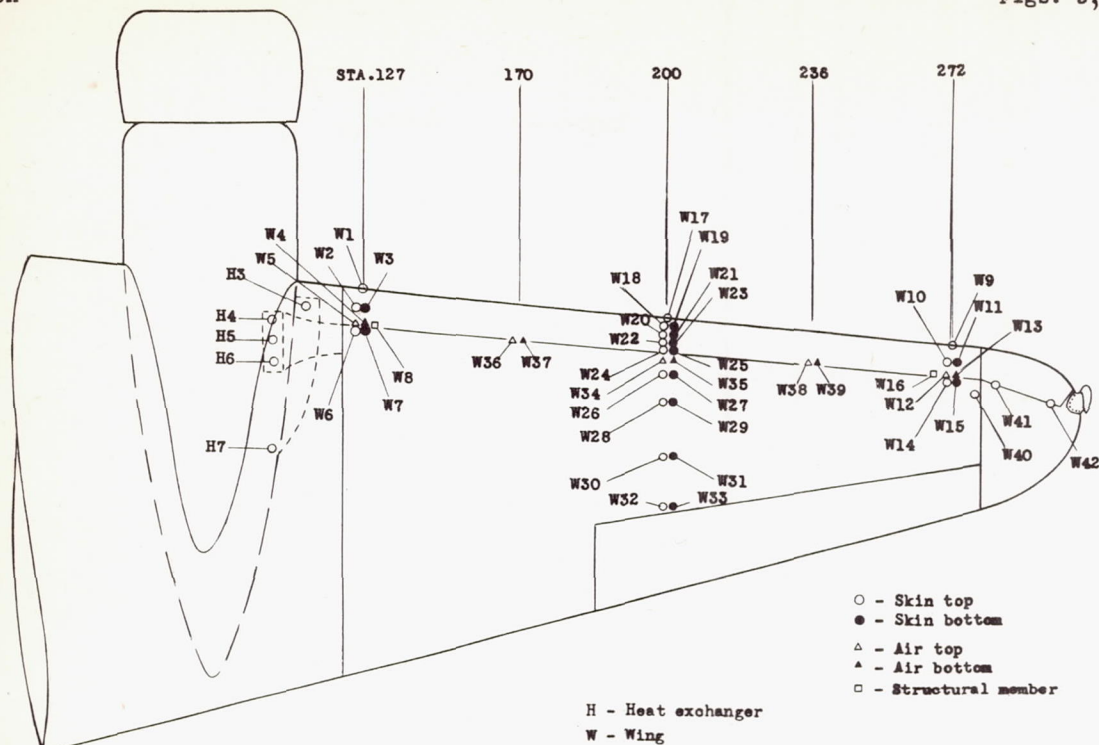 Figs.
STA.127 170 200 236 272
W17
W4 W1 W19
W2 W3
W5 W18 W21 W9
H3 W23 W10 W11
H4 W20 W13
H5 W22
H6 W36 W37 W25
W8 W24 W35 W38 W39 W16
W7 W34 W12
W6 W26 W27 W41
W28 W29 W15
H7 W14 W40
W30 W31 W42
W32 W33
○ - Skin top
● - Skin bottom
△ - Air top
▲ - Air bottom
□ - Structural member
H - Heat exchanger
W - Wing